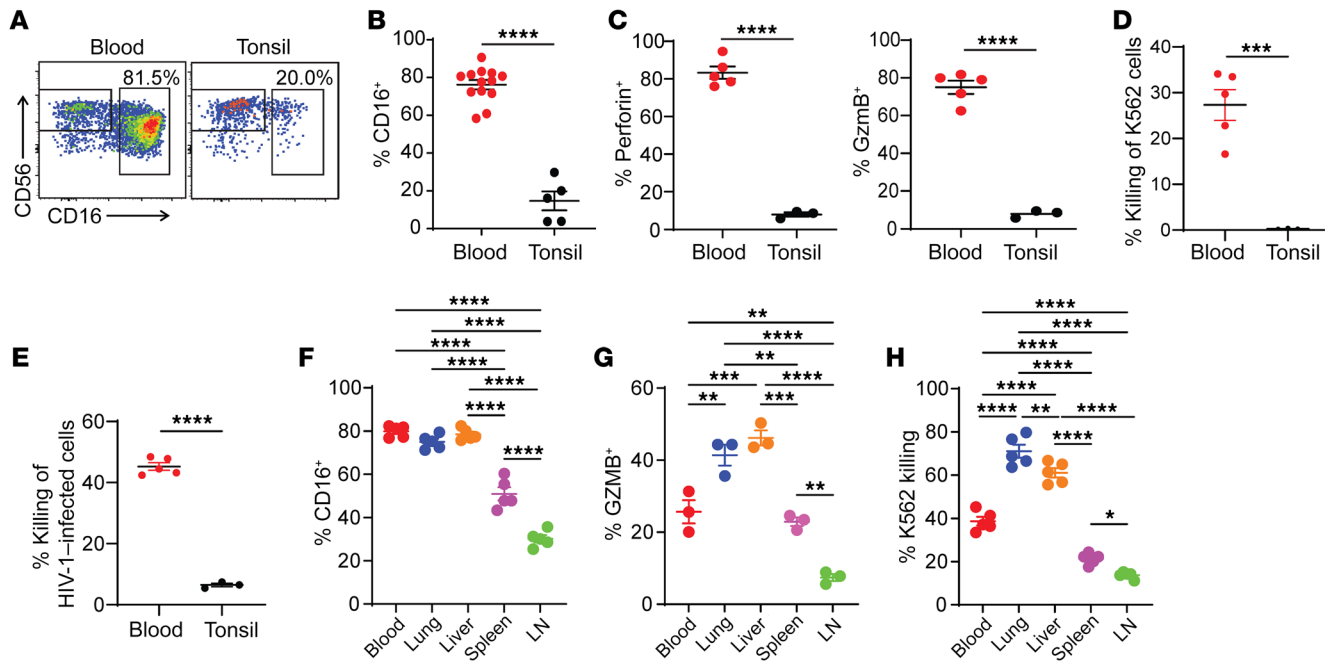 A
Blood
Tonsil
81.5%
20.0%
CD56
CD16
B
****
% CD16+
100
80
60
40
20
0
Blood
Tonsil
C
****
% Perforin+
100
80
60
40
20
0
Blood
Tonsil
****
% GzmB+
100
80
60
40
20
0
Blood
Tonsil
D
***
% Killing of K562 cells
40
30
20
10
0
Blood
Tonsil
E
****
% Killing of
HIV-1–infected cells
60
40
20
0
Blood
Tonsil
F
****
****
****
****
****
****
****
% CD16+
100
80
60
40
20
0
Blood
Lung
Liver
Spleen
LN
G
**
****
**
***
****
**
***
**
% GZMB+
60
40
20
0
Blood
Lung
Liver
Spleen
LN
H
****
****
****
****
****
****
**
****
****
*
% K562 killing
100
80
60
40
20
0
Blood
Lung
Liver
Spleen
LN